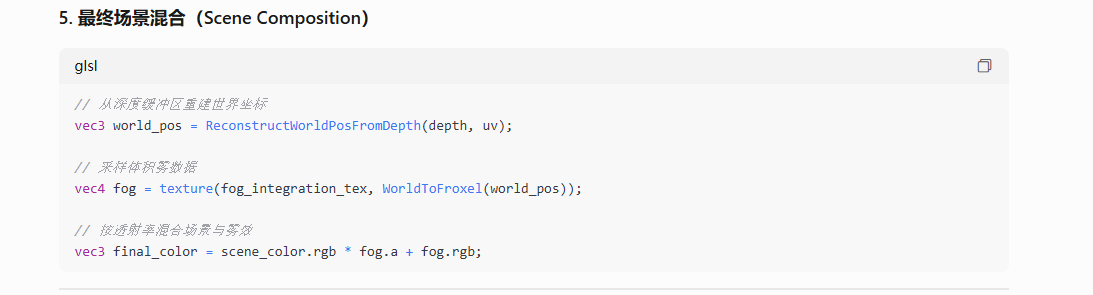 5. 最终场景混合（Scene Composition）
glsl
// 从深度缓冲区重建世界坐标
vec3 world_pos = ReconstructWorldPosFromDepth(depth, uv);
// 采样体积雾数据
vec4 fog = texture(fog_integration_tex, WorldToFroxel(world_pos));
// 按透射率混合场景与雾效
vec3 final_color = scene_color.rgb * fog.a + fog.rgb;